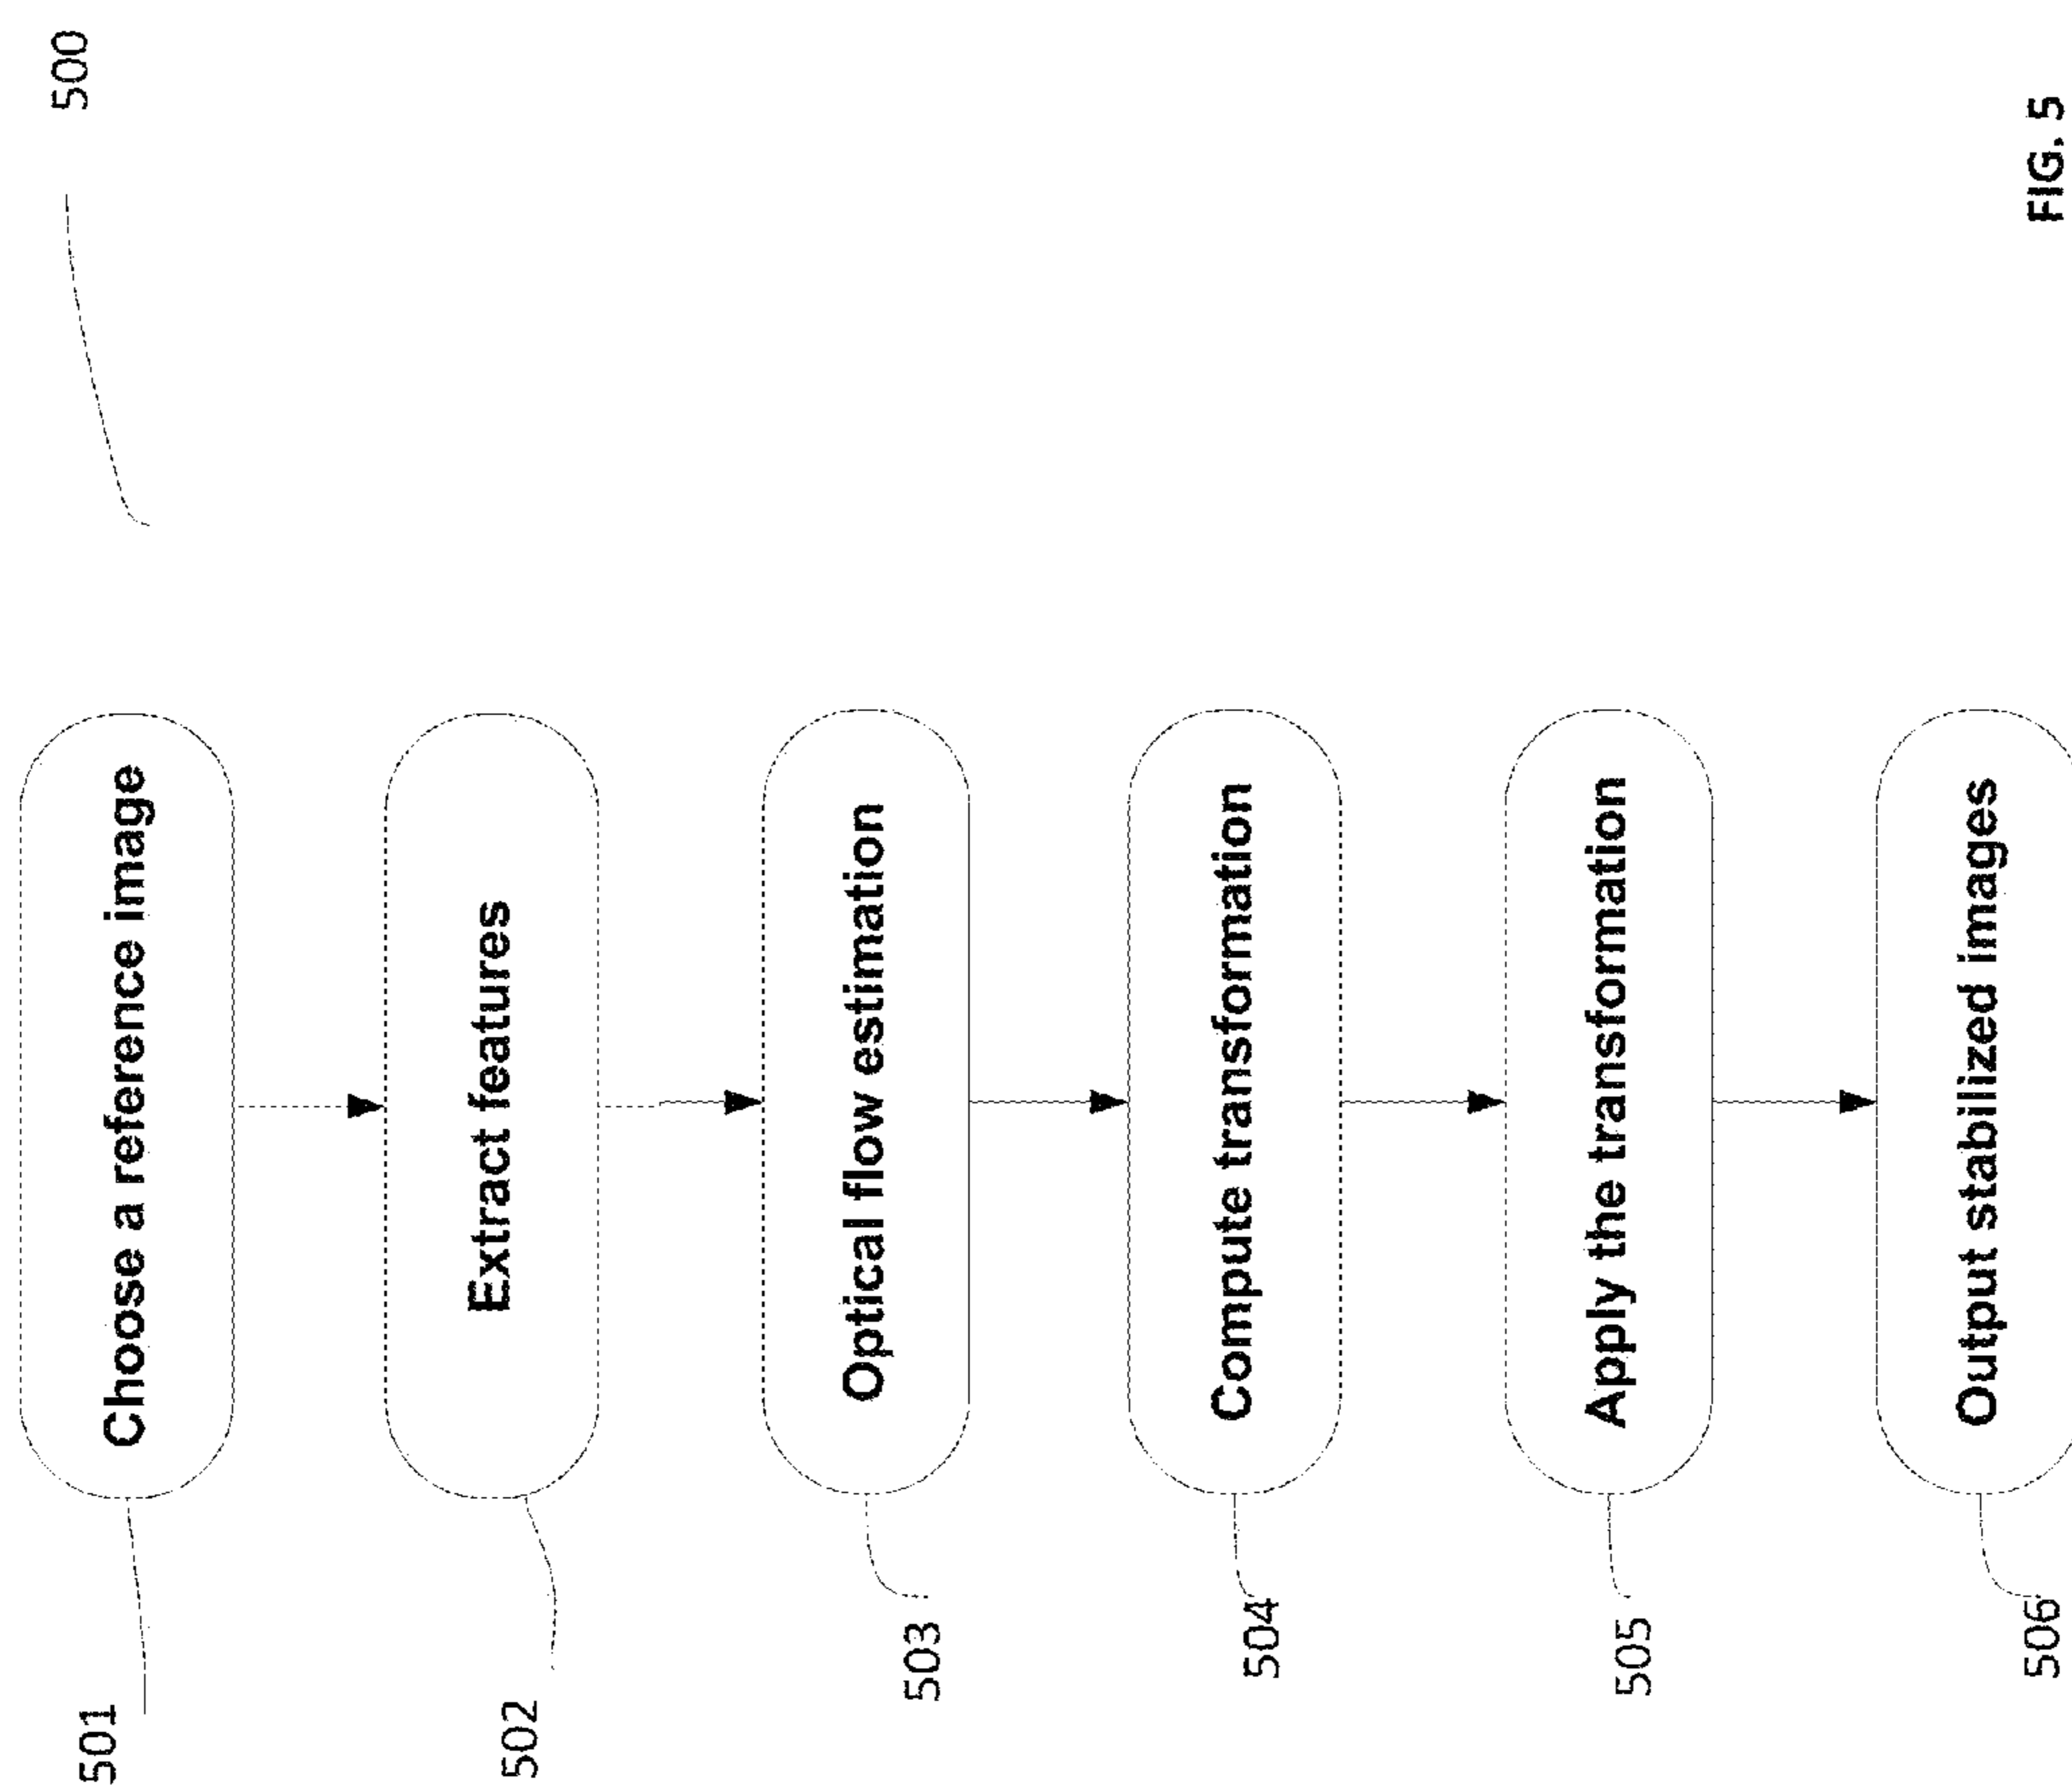 500
501
Choose a reference image
502
Extract features
503
Optical flow estimation
504
Compute transformation
505
Apply the transformation
506
Output stabilized images
FIG. 5